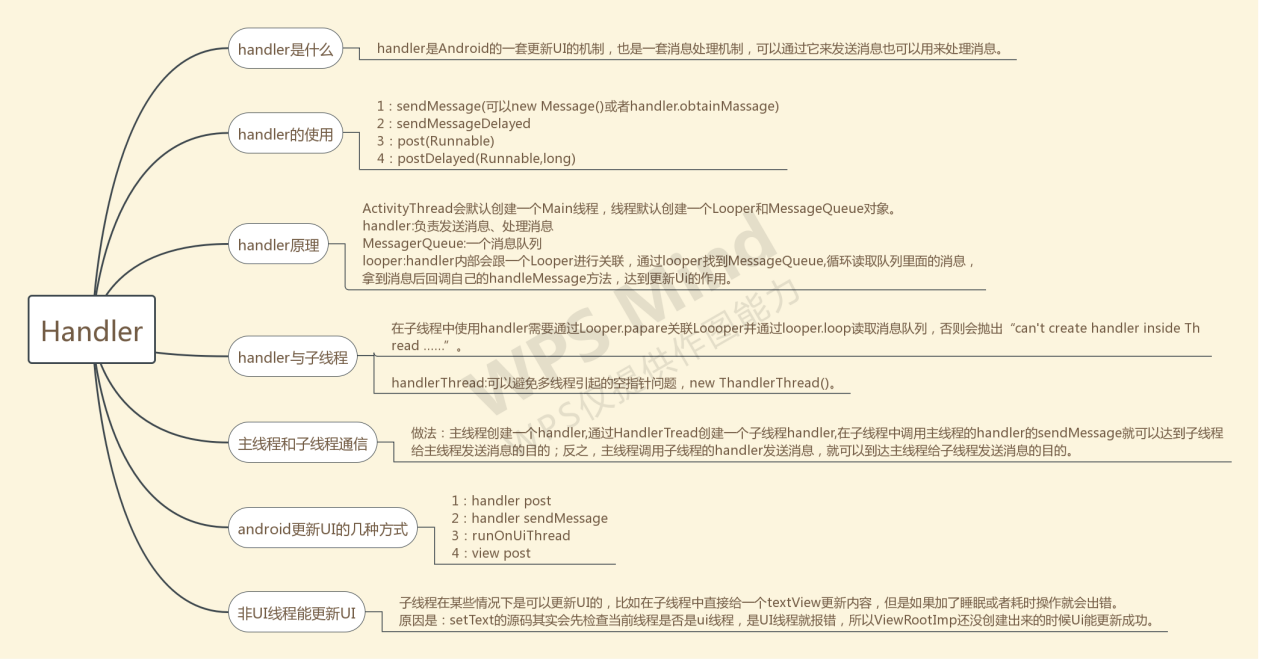 Handler
handler是什么
handler是Android的一套更新UI的机制，也是一套消息处理机制，可以通过它来发送消息也可以用来处理消息。
handler的使用
1：sendMessage(可以new Message()或者handler.obtainMassage)
2：sendMessageDelayed
3：post(Runnable)
4：postDelayed(Runnable,long)
handler原理
ActivityThread会默认创建一个Main线程，线程默认创建一个Looper和MessageQueue对象。
handler:负责发送消息、处理消息
MessagerQueue:一个消息队列
looper:handler内部会跟一个Looper进行关联，通过looper找到MessageQueue,循环读取队列里面的消息，
拿到消息后回调自己的handleMessage方法，达到更新Ui的作用。
handler与子线程
在子线程中使用handler需要通过Looper.papare关联Loooper并通过looper.loop读取消息队列，否则会抛出“can't create handler inside Th
read ......”。
handlerThread:可以避免多线程引起的空指针问题，new ThandlerThread()。
主线程和子线程通信
做法：主线程创建一个handler,通过HandlerTread创建一个子线程handler,在子线程中调用主线程的handler的sendMessage就可以达到子线程
给主线程发送消息的目的；反之，主线程调用子线程的handler发送消息，就可以到达主线程给子线程发送消息的目的。
android更新UI的几种方式
1：handler post
2：handler sendMessage
3：runOnUiThread
4：view post
非UI线程能更新UI
子线程在某些情况下是可以更新UI的，比如在子线程中直接给一个textView更新内容，但是如果加了睡眠或者耗时操作就会出错。
原因是：setText的源码其实会先检查当前线程是否是ui线程，是UI线程就报错，所以ViewRootImp还没创建出来的时候Ui能更新成功。
WPS Mind
WPS仅提供作图能力